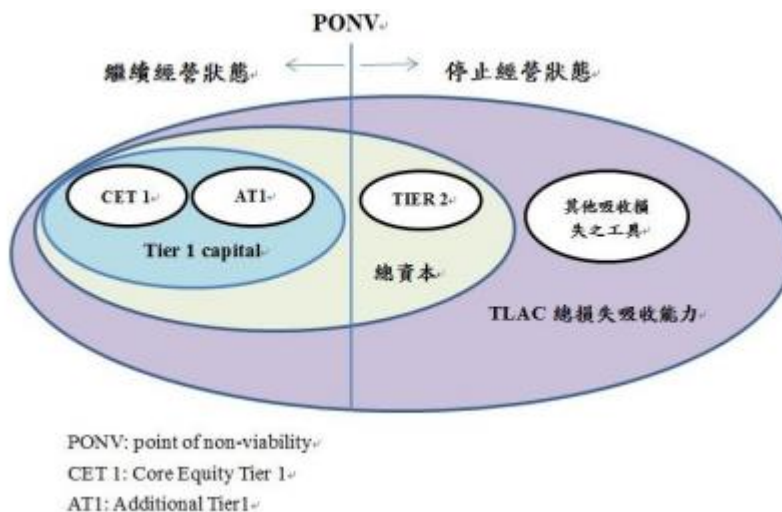 PONV
繼續經營狀態
停止經營狀態
CET 1
AT1
TIER 2
其他吸收損
失之工具
Tier 1 capital
總資本
TLAC 總損失吸收能力
PONV: point of non-viability
CET 1: Core Equity Tier 1
AT1: Additional Tier1